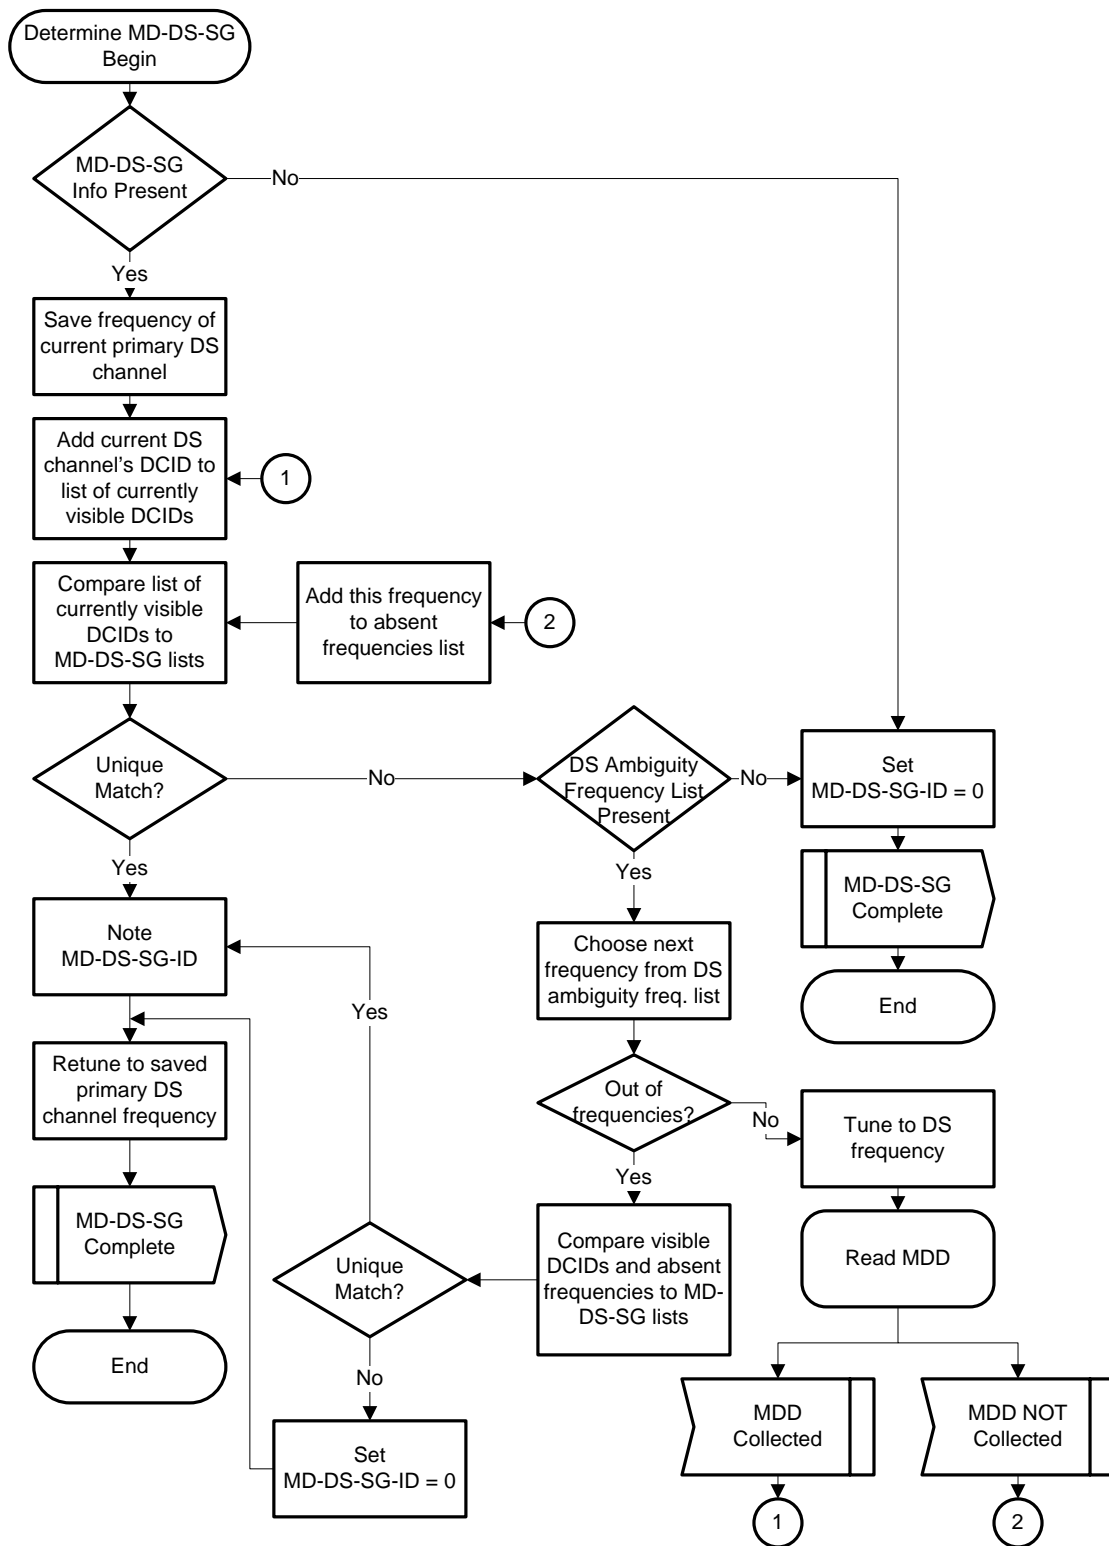 Determine MD-DS-SG
Begin
MD-DS-SG
Info Present
No
Yes
Save frequency of
current primary DS
channel
Add current DS
channel's DCID to
list of currently
visible DCIDs
1
Compare list of
currently visible
DCIDs to
MD-DS-SG lists
Add this frequency
to absent
frequencies list
2
Unique
Match?
No
DS Ambiguity
Frequency List
Present
No
Set
MD-DS-SG-ID = 0
Yes
Yes
MD-DS-SG
Complete
Note
MD-DS-SG-ID
Choose next
frequency from DS
ambiguity freq. list
End
Yes
Retune to saved
primary DS
channel frequency
Out of
frequencies?
No
Tune to DS
frequency
Yes
MD-DS-SG
Complete
Unique
Match?
Compare visible
DCIDs and absent
frequencies to MD-
DS-SG lists
Read MDD
End
No
MDD
Collected
MDD NOT
Collected
Set
MD-DS-SG-ID = 0
1
2